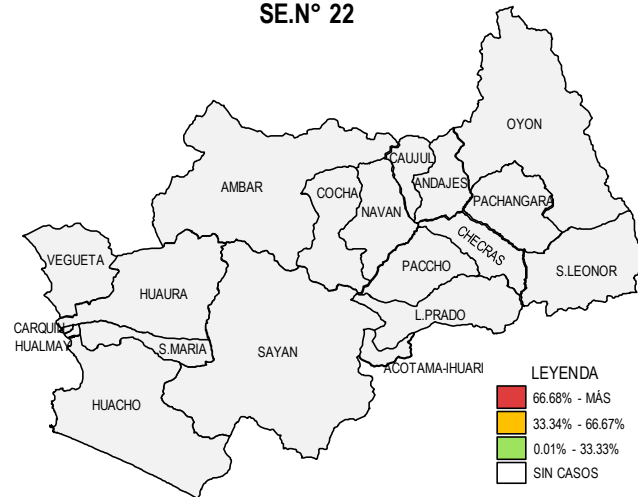 SE.N° 22
OYON
CAUJUL
ANDAJES
AMBAR
COCHA
NAVAN
PACHANGARA
CHECRAS
VEGUETA
PACCHO
S.LEONOR
HUAURA
L.PRADO
CARQUIN
HUALMAY
S.MARIA
SAYAN
ACOTAMA-IHUARI
HUACHO
LEYENDA
66.68% - MÁS
33.34% - 66.67%
0.01% - 33.33%
SIN CASOS